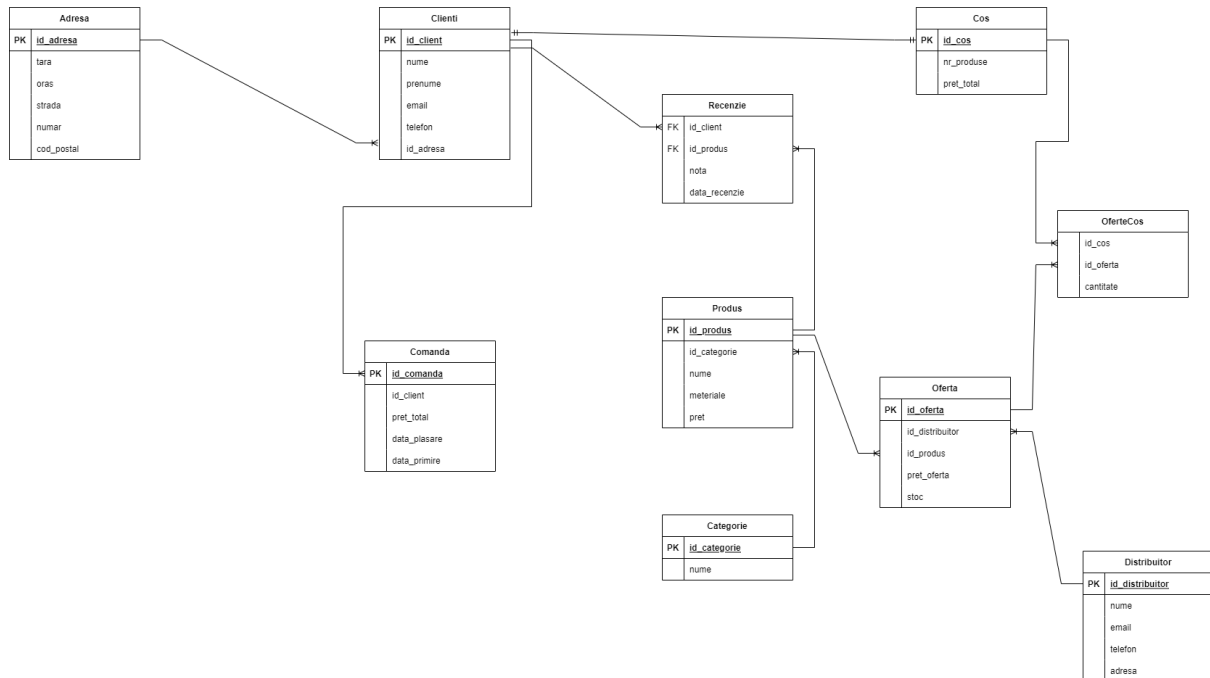 Adresa
PK id_adresa
tara
oras
strada
numar
cod_postal
Clienti
PK id_client
nume
prenume
email
telefon
id_adresa
Cos
PK id_cos
nr_produse
pret_total
Recenzie
FK id_client
FK id_produs
nota
data_recenzie
OferteCos
id_cos
id_oferta
cantitate
Produs
PK id_produs
id_categorie
nume
meteriale
pret
Comanda
PK id_comanda
id_client
pret_total
data_plasare
data_primire
Oferta
PK id_oferta
id_distribuitor
id_produs
pret_oferta
stoc
Categorie
PK id_categorie
nume
Distribuitor
PK id_distribuitor
nume
email
telefon
adresa